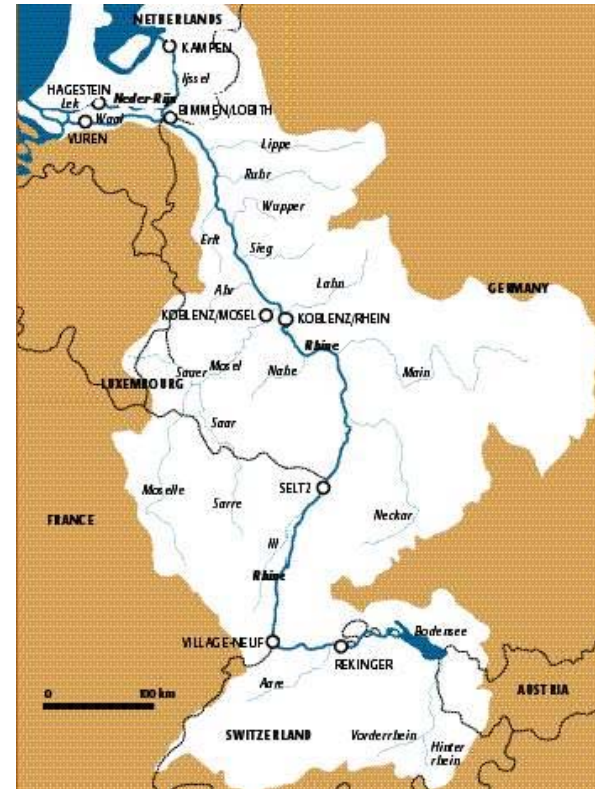 NETHERLANDS
KAMPEN
Ijssel
HAGESTEIN
Lek
Neder-Rijn
BIMMEN/LOBITH
Waal
VUREN
Lippe
Ruhr
Wupper
Erft
Sieg
Lahn
Ahr
GERMANY
KOBLENZ/MOSEL
KOBLENZ/RHEIN
Rhine
Sauer
Mosel
Nahe
Main
LUXEMBOURG
Saar
Moselle
SELTZ
Sarre
Neckar
FRANCE
Ill
Rhine
VILLAGE-NEUF
Bodensee
REKINGER
Aare
AUSTRIA
0
100 km
SWITZERLAND
Vorderrhein
Hinter
rhein